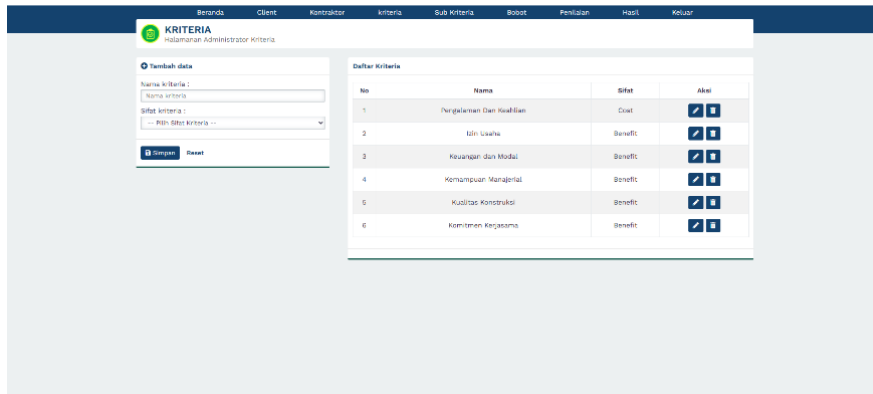 Beranda Client Kontraktor kriteria Sub Kriteria Bobot Penilaian Hasil Keluar
KRITERIA
Halamanan Administrator Kriteria
Tambah data
Nama kriteria :
Nama kriteria
Sifat kriteria :
-- Pilih Sifat Kriteria --
Simpan Reset
Daftar Kriteria
No Nama Sifat Aksi
1 Pengalaman Dan Keahlian Cost
2 Izin Usaha Benefit
3 Keuangan dan Modal Benefit
4 Kemampuan Manajerial Benefit
5 Kualitas Konstruksi Benefit
6 Komitmen Kerjasama Benefit